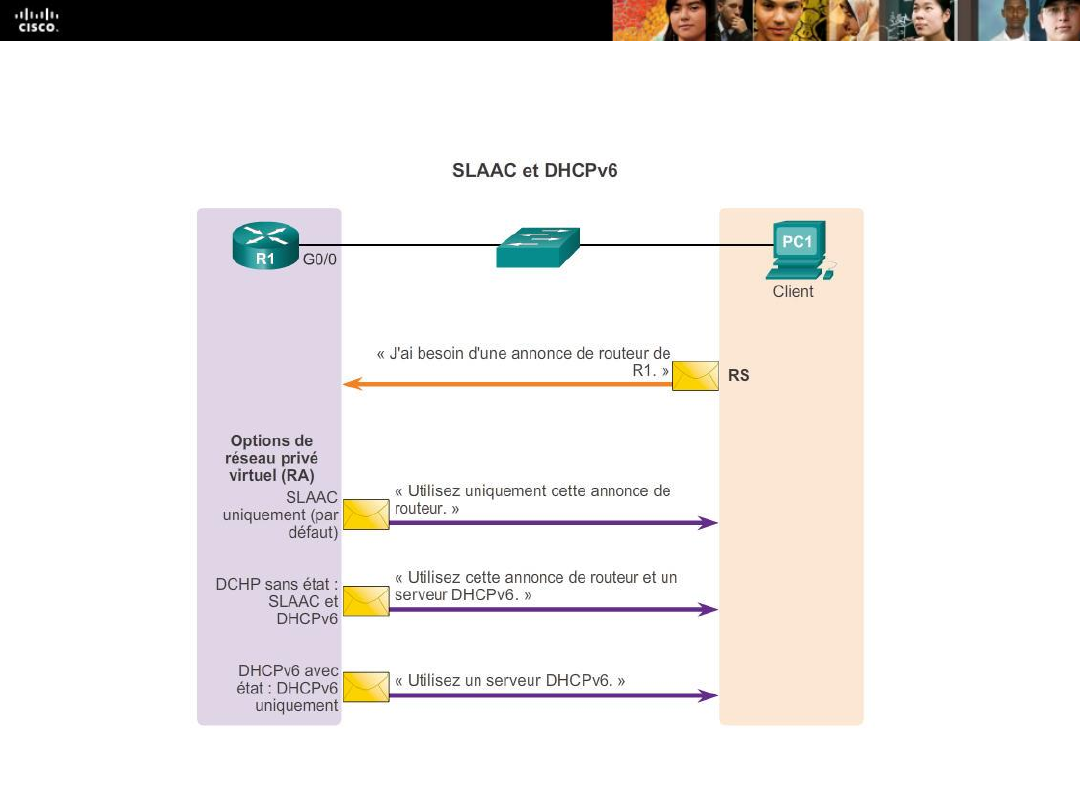 CISCO.
SLAAC et DHCPv6
R1
G0/0
PC1
Client
« J'ai besoin d'une annonce de routeur de
R1. »
RS
Options de
réseau privé
virtuel (RA)
SLAAC
uniquement (par
défaut)
« Utilisez uniquement cette annonce de
routeur. »
DCHP sans état :
SLAAC et
DHCPv6
« Utilisez cette annonce de routeur et un
serveur DHCPv6. »
DHCPv6 avec
état : DHCPv6
uniquement
« Utilisez un serveur DHCPv6. »